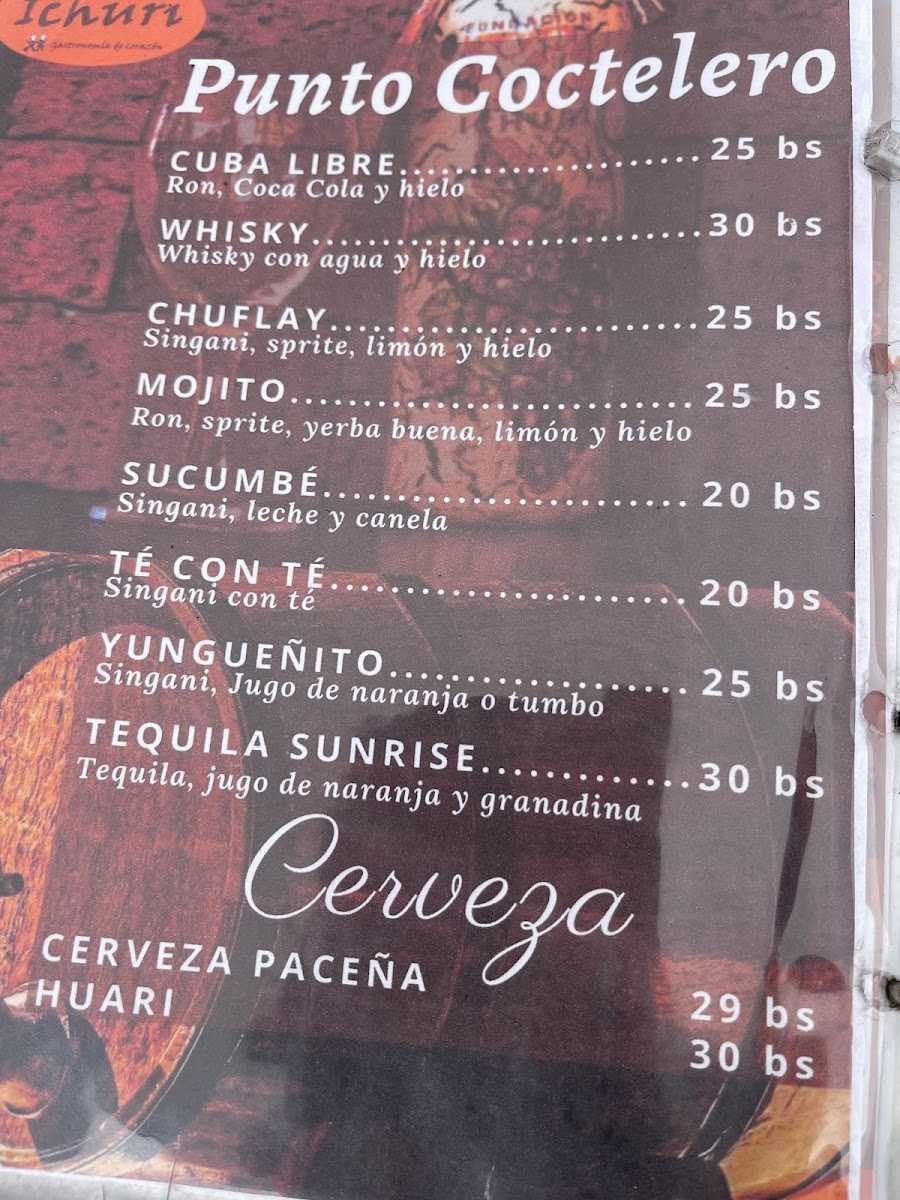 Ichuri
Gastronomía de corazón
FUNDACIÓN
ICHURI
Punto Coctelero
CUBA LIBRE........................ 25 bs
Ron, Coca Cola y hielo
WHISKY.............................30 bs
Whisky con agua y hielo
CHUFLAY...........................25 bs
Singani, sprite, limón y hielo
MOJITO.............................. 25 bs
Ron, sprite, yerba buena, limón y hielo
SUCUMBÉ........................... 20 bs
Singani, leche y canela
TÉ CON TÉ.......................... 20 bs
Singani con té
YUNGUEÑITO..................... 25 bs
Singani, Jugo de naranja o tumbo
TEQUILA SUNRISE..............30 bs
Tequila, jugo de naranja y granadina
Cerveza
CERVEZA PACEÑA 29 bs
HUARI 30 bs